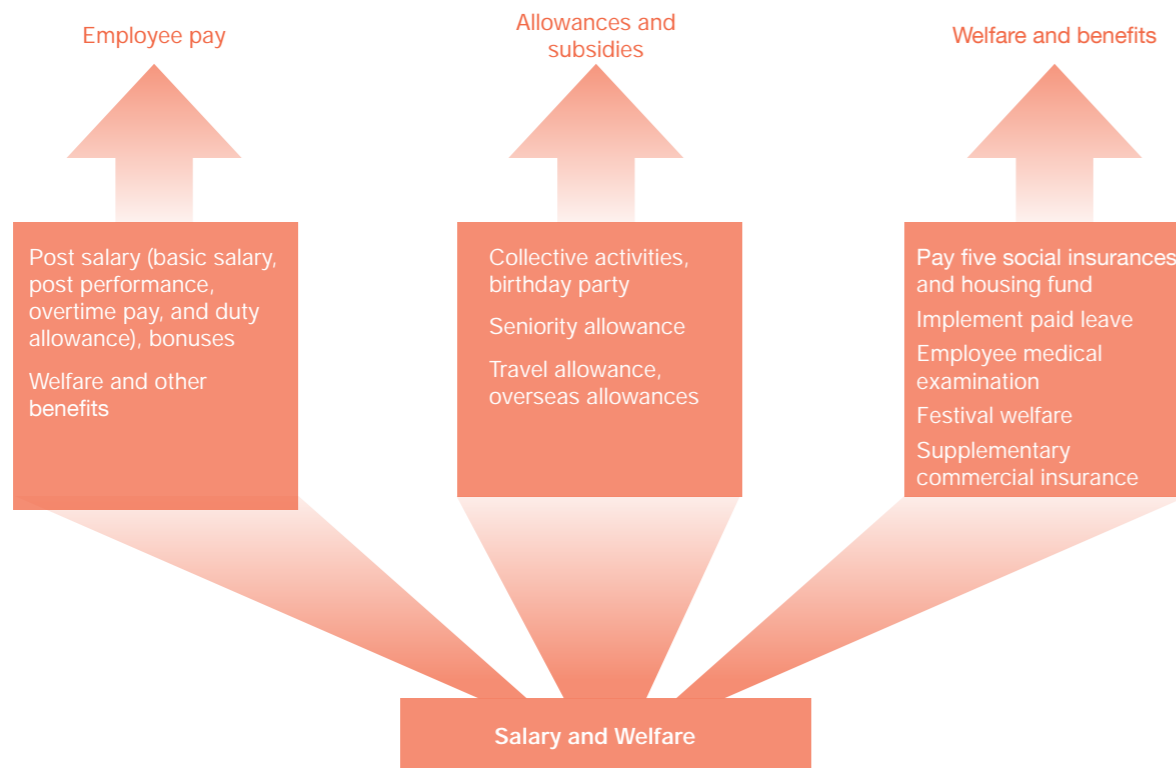 Employee pay
Allowances and
subsidies
Welfare and benefits
Post salary (basic salary,
post performance,
overtime pay, and duty
allowance), bonuses
Welfare and other
benefits
Collective activities,
birthday party
Seniority allowance
Travel allowance,
overseas allowances
Pay five social insurances
and housing fund
Implement paid leave
Employee medical
examination
Festival welfare
Supplementary
commercial insurance
Salary and Welfare